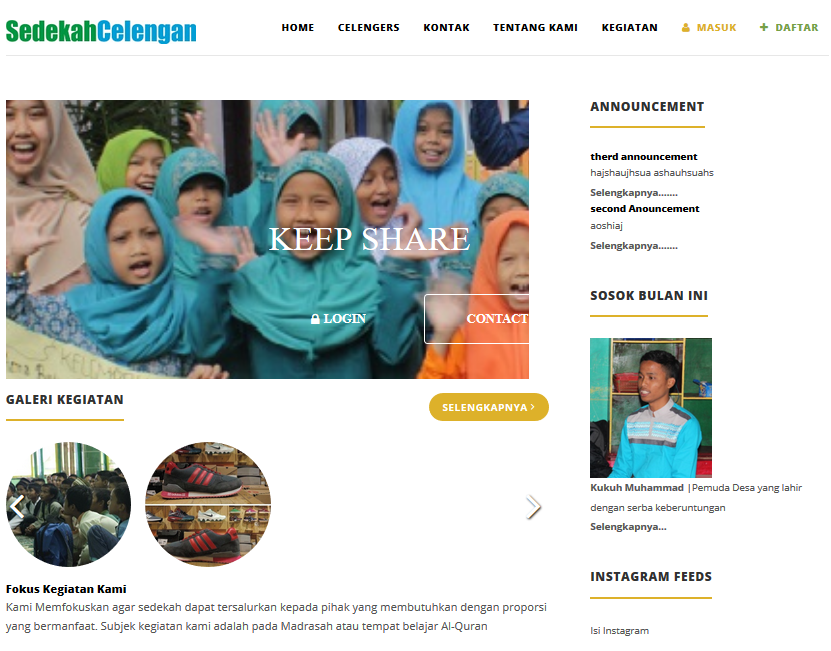 SedekahCelengan
HOME CELENGERS KONTAK TENTANG KAMI KEGIATAN MASUK + DAFTAR
KEEP SHARE
LOGIN CONTACT
GALERI KEGIATAN
SELENGKAPNYA ›
Fokus Kegiatan Kami
Kami Memfokuskan agar sedekah dapat tersalurkan kepada pihak yang membutuhkan dengan proporsi
yang bermanfaat. Subjek kegiatan kami adalah pada Madrasah atau tempat belajar Al-Quran
ANNOUNCEMENT
therd announcement
hajshaujhsua ashauhsuahs
Selengkapnya.......
second Anouncement
aoshiaj
Selengkapnya.......
SOSOK BULAN INI
Kukuh Muhammad |Pemuda Desa yang lahir
dengan serba keberuntungan
Selengkapnya...
INSTAGRAM FEEDS
Isi Instagram